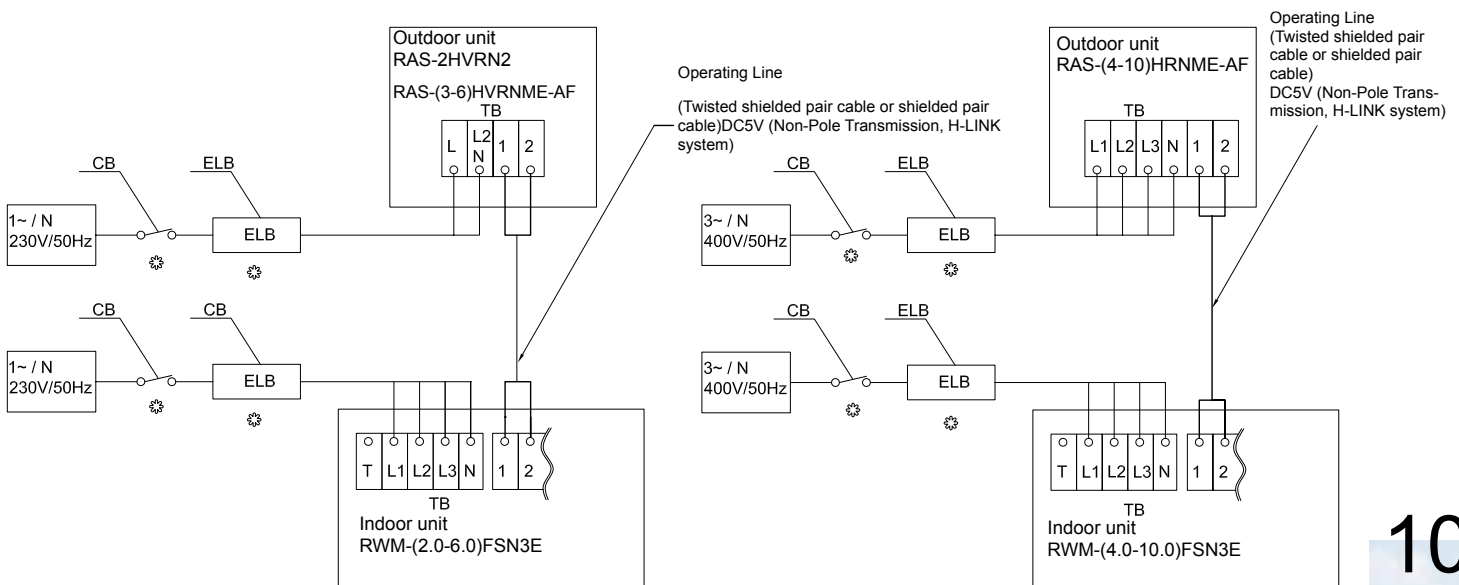 Outdoor unit
RAS-2HVRN2
RAS-(3-6)HVRNME-AF
TB
L
L2
N
1
2
CB
ELB
1~ / N
230V/50Hz
ELB
Operating Line
(Twisted shielded pair cable or shielded pair
cable)DC5V (Non-Pole Transmission, H-LINK
system)
CB
CB
1~ / N
230V/50Hz
ELB
T
L1
L2
L3
N
1
2
TB
Indoor unit
RWM-(2.0-6.0)FSN3E
Outdoor unit
RAS-(4-10)HRNME-AF
TB
L1
L2
L3
N
1
2
CB
ELB
3~ / N
400V/50Hz
ELB
Operating Line
(Twisted shielded pair
cable or shielded pair
cable)
DC5V (Non-Pole Trans-
mission, H-LINK system)
CB
ELB
3~ / N
400V/50Hz
ELB
T
L1
L2
L3
N
1
2
TB
Indoor unit
RWM-(4.0-10.0)FSN3E
10